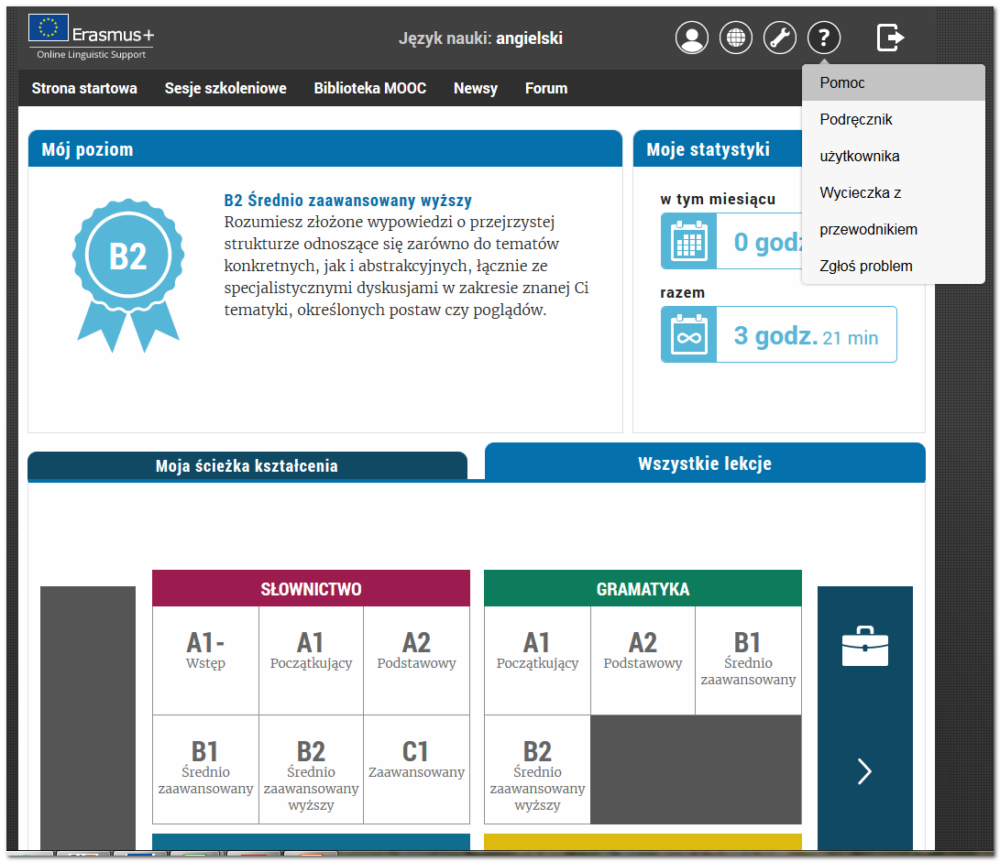 Erasmus+
Online Linguistic Support
Język nauki: angielski
?
Strona startowa
Sesje szkoleniowe
Biblioteka MOOC
Newsy
Forum
Pomoc
Podręcznik
użytkownika
Wycieczka z
przewodnikiem
Zgłoś problem
Mój poziom
B2
B2 Średnio zaawansowany wyższy
Rozumiesz złożone wypowiedzi o przejrzystej
strukturze odnoszące się zarówno do tematów
konkretnych, jak i abstrakcyjnych, łącznie ze
specjalistycznymi dyskusjami w zakresie znanej Ci
tematyki, określonych postaw czy poglądów.
Moje statystyki
w tym miesiącu
0 godz
razem
3 godz. 21 min
Moja ścieżka kształcenia
Wszystkie lekcje
SŁOWNICTWO
A1-
Wstęp
A1
Początkujący
A2
Podstawowy
B1
Średnio
zaawansowany
B2
Średnio
zaawansowany
wyższy
C1
Zaawansowany
GRAMATYKA
A1
Początkujący
A2
Podstawowy
B1
Średnio
zaawansowany
B2
Średnio
zaawansowany
wyższy